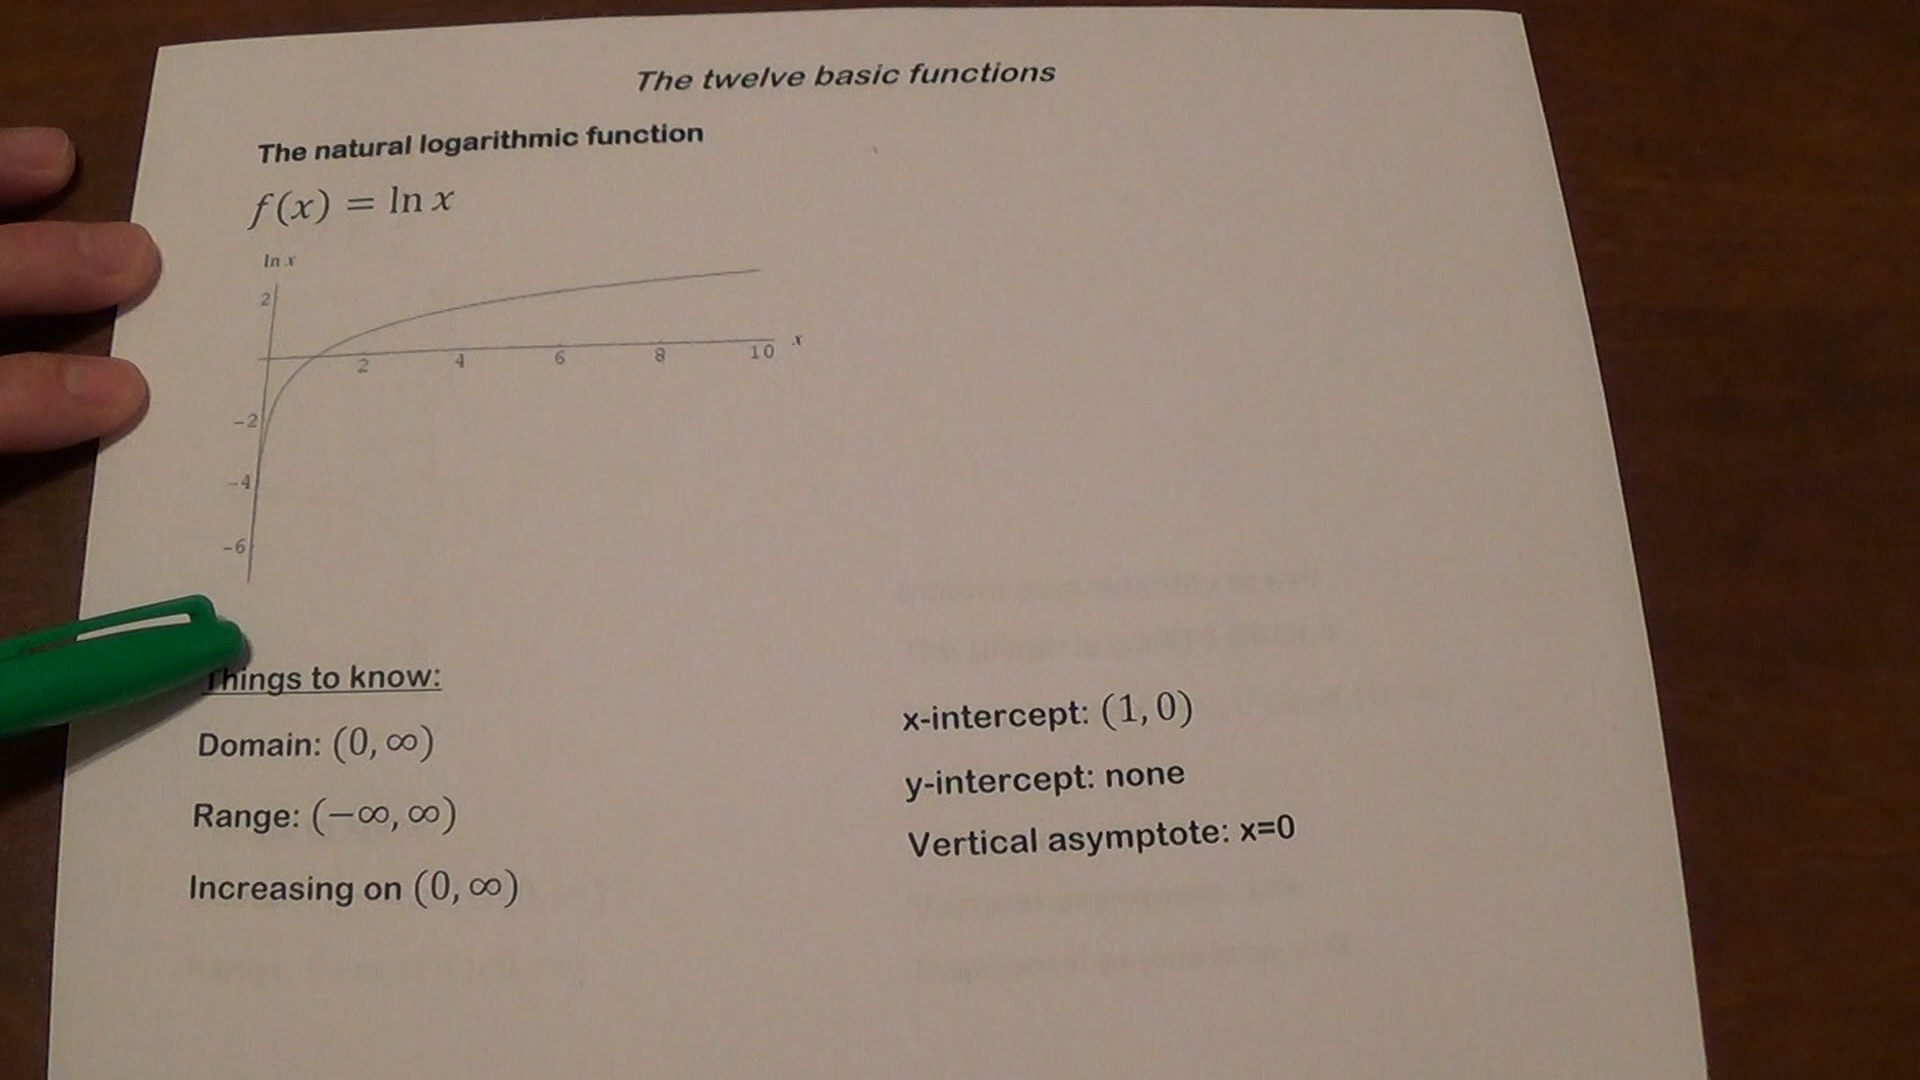 The twelve basic functions
The natural logarithmic function
f(x) = ln x
ln x
2
2 4 6 8 10 x
−2
−4
−6
Things to know:
Domain: (0, ∞)
Range: (−∞, ∞)
Increasing on (0, ∞)
x-intercept: (1, 0)
y-intercept: none
Vertical asymptote: x=0